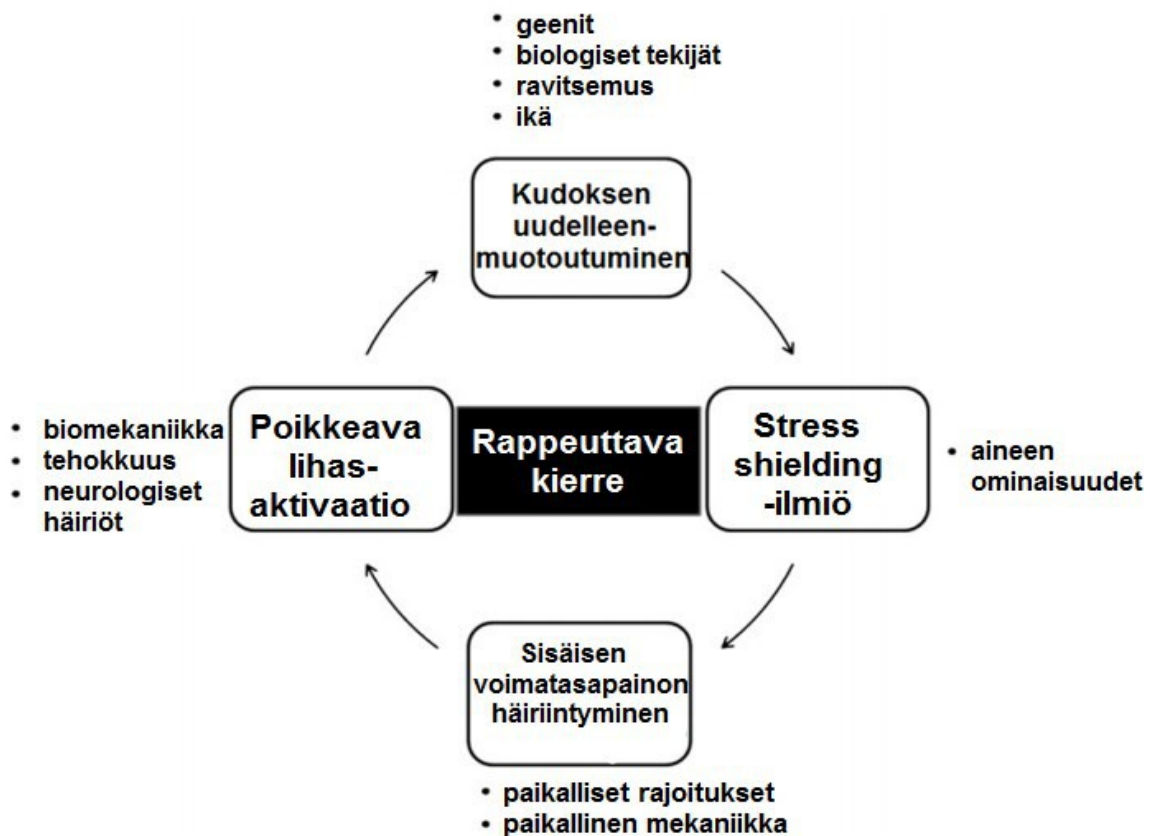 • geenit
• biologiset tekijät
• ravitsemus
• ikä
Kudoksen
uudelleen-
muotoutuminen
• biomekaniikka
• tehokkuus
• neurologiset
häiriöt
Poikkeava
lihas-
aktivaatio
Rappeuttava
kierre
Stress
shielding
-ilmiö
• aineen
ominaisuudet
Sisäisen
voimatasapainon
häiriintyminen
• paikalliset rajoitukset
• paikallinen mekaniikka